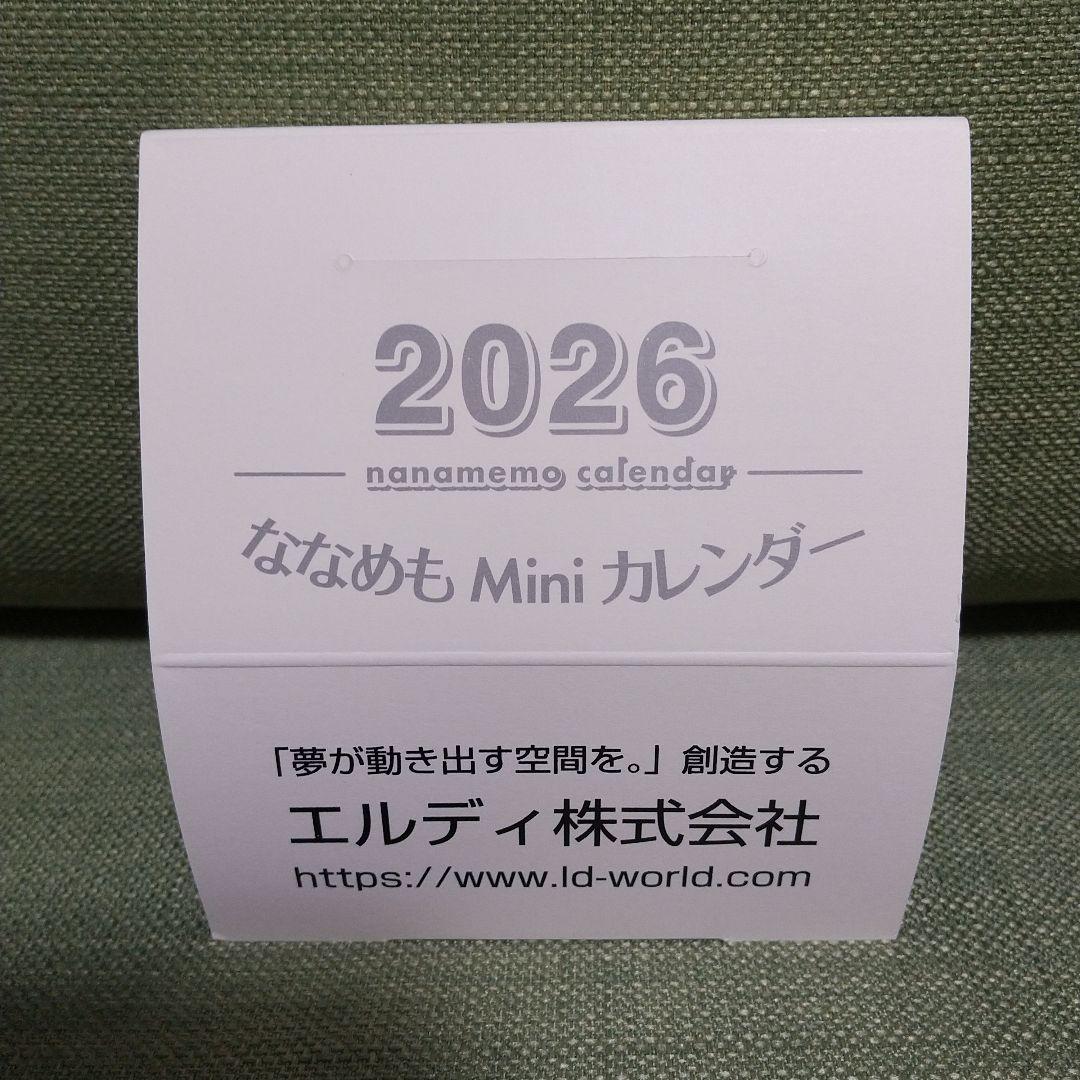 2026
nanamemo calendar
ななめも Mini カレンダー
「夢が動き出す空間を。」創造する
エルディ株式会社
https://www.ld-world.com